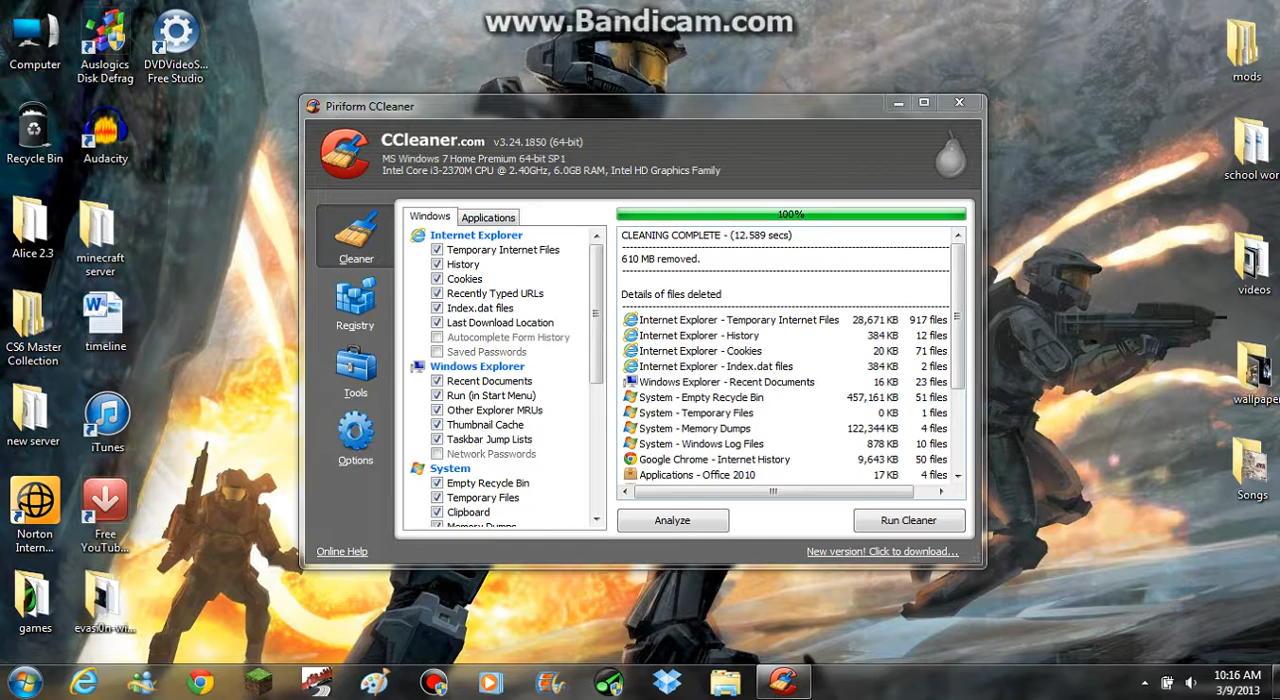 www.Bandicam.com
Computer
Auslogics
Disk Defrag
DVDVideoS...
Free Studio
mods
Recycle Bin
Audacity
school wor
Alice 2.3
minecraft
server
videos
CS6 Master
Collection
timeline
wallpape
new server
iTunes
Songs
Norton
Intern...
Free
YouTub...
games
evasi0n-wi...
Piriform CCleaner
CCleaner.com v3.24.1850 (64-bit)
MS Windows 7 Home Premium 64-bit SP1
Intel Core i3-2370M CPU @ 2.40GHz, 6.0GB RAM, Intel HD Graphics Family
Cleaner
Registry
Tools
Options
Windows
Applications
Internet Explorer
Temporary Internet Files
History
Cookies
Recently Typed URLs
Index.dat files
Last Download Location
Autocomplete Form History
Saved Passwords
Windows Explorer
Recent Documents
Run (in Start Menu)
Other Explorer MRUs
Thumbnail Cache
Taskbar Jump Lists
Network Passwords
System
Empty Recycle Bin
Temporary Files
Clipboard
Memory Dumps
100%
CLEANING COMPLETE - (12.589 secs)
610 MB removed.
Details of files deleted
Internet Explorer - Temporary Internet Files 28,671 KB 917 files
Internet Explorer - History 384 KB 12 files
Internet Explorer - Cookies 20 KB 71 files
Internet Explorer - Index.dat files 384 KB 2 files
Windows Explorer - Recent Documents 16 KB 23 files
System - Empty Recycle Bin 457,161 KB 51 files
System - Temporary Files 0 KB 1 files
System - Memory Dumps 122,344 KB 4 files
System - Windows Log Files 878 KB 10 files
Google Chrome - Internet History 9,643 KB 50 files
Applications - Office 2010 17 KB 4 files
Analyze
Run Cleaner
Online Help
New version! Click to download...
10:16 AM
3/9/2013